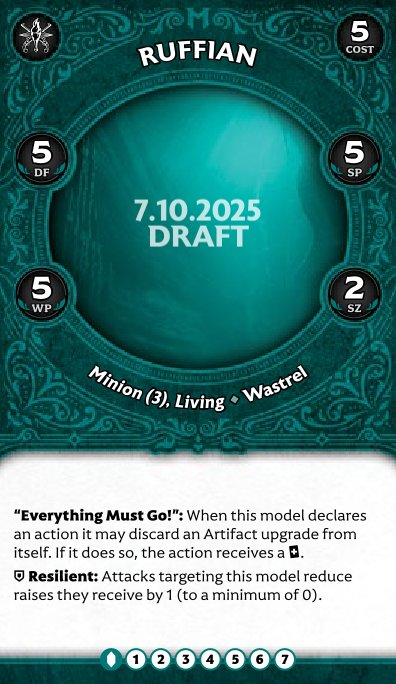 RUFFIAN
5
COST
5
DF
5
SP
7.10.2025
DRAFT
5
WP
2
SZ
Minion (3), Living ◆ Wastrel
“Everything Must Go!”: When this model declares
an action it may discard an Artifact upgrade from
itself. If it does so, the action receives a +.
Resilient: Attacks targeting this model reduce
raises they receive by 1 (to a minimum of 0).
1 2 3 4 5 6 7